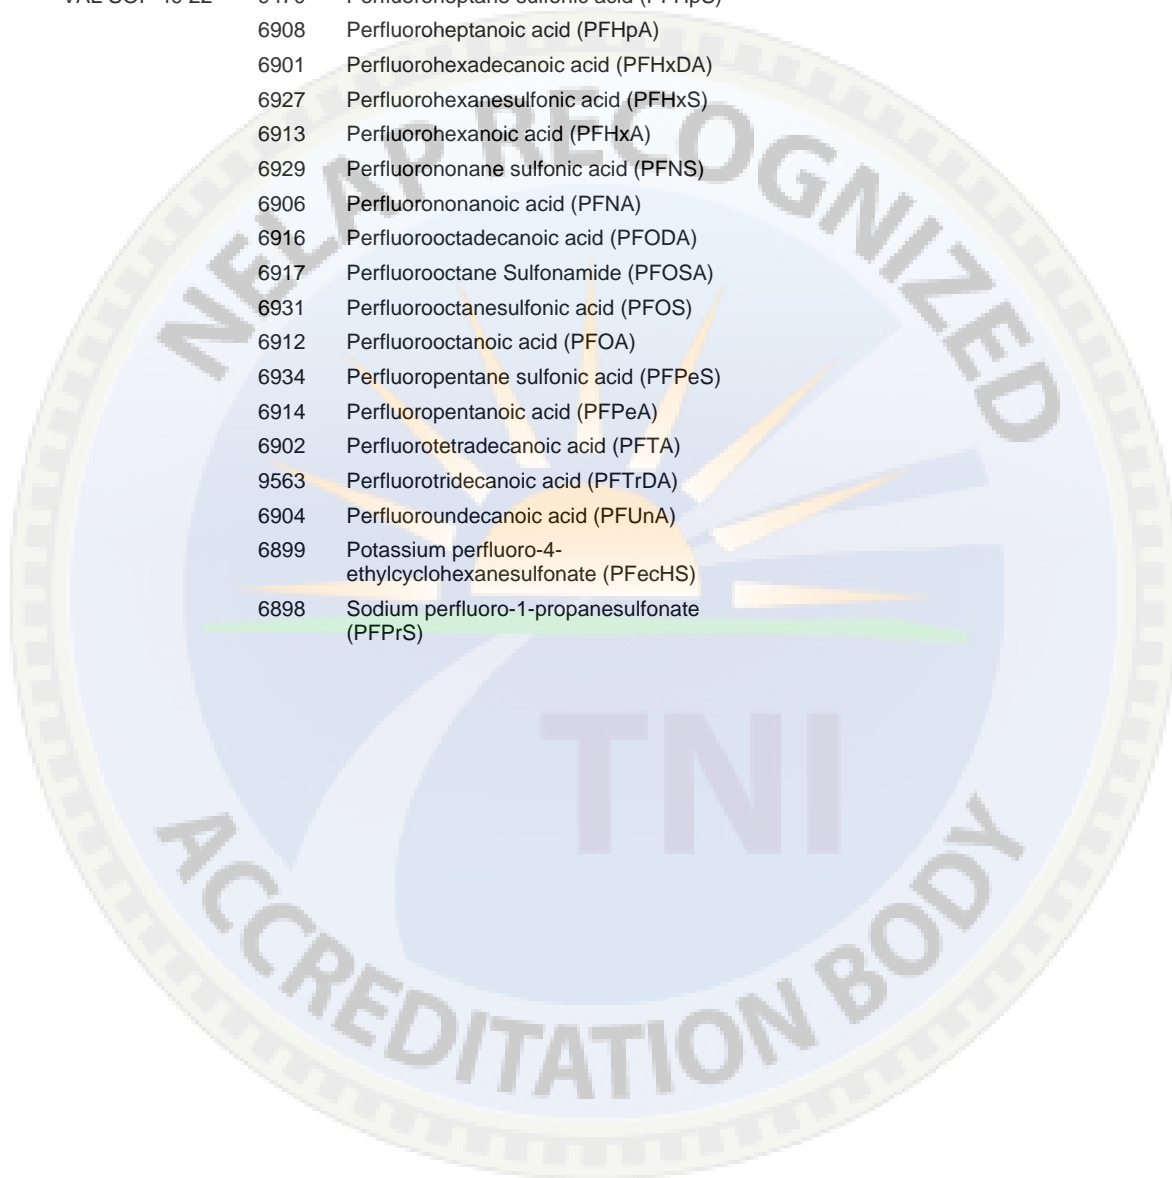 6908 Perfluoroheptanoic acid (PFHpA)
6901 Perfluorohexadecanoic acid (PFHxDA)
6927 Perfluorohexanesulfonic acid (PFHxS)
6913 Perfluorohexanoic acid (PFHxA)
6929 Perfluorononane sulfonic acid (PFNS)
6906 Perfluorononanoic acid (PFNA)
6916 Perfluorooctadecanoic acid (PFODA)
6917 Perfluorooctane Sulfonamide (PFOSA)
6931 Perfluorooctanesulfonic acid (PFOS)
6912 Perfluorooctanoic acid (PFOA)
6934 Perfluoropentane sulfonic acid (PFPeS)
6914 Perfluoropentanoic acid (PFPeA)
6902 Perfluorotetradecanoic acid (PFTA)
9563 Perfluorotridecanoic acid (PFTrDA)
6904 Perfluoroundecanoic acid (PFUnA)
6899 Potassium perfluoro-4-
ethylcyclohexanesulfonate (PFecHS)
6898 Sodium perfluoro-1-propanesulfonate
(PFPrS)
NELAP RECOGNIZED
TNI
ACCREDITATION BODY